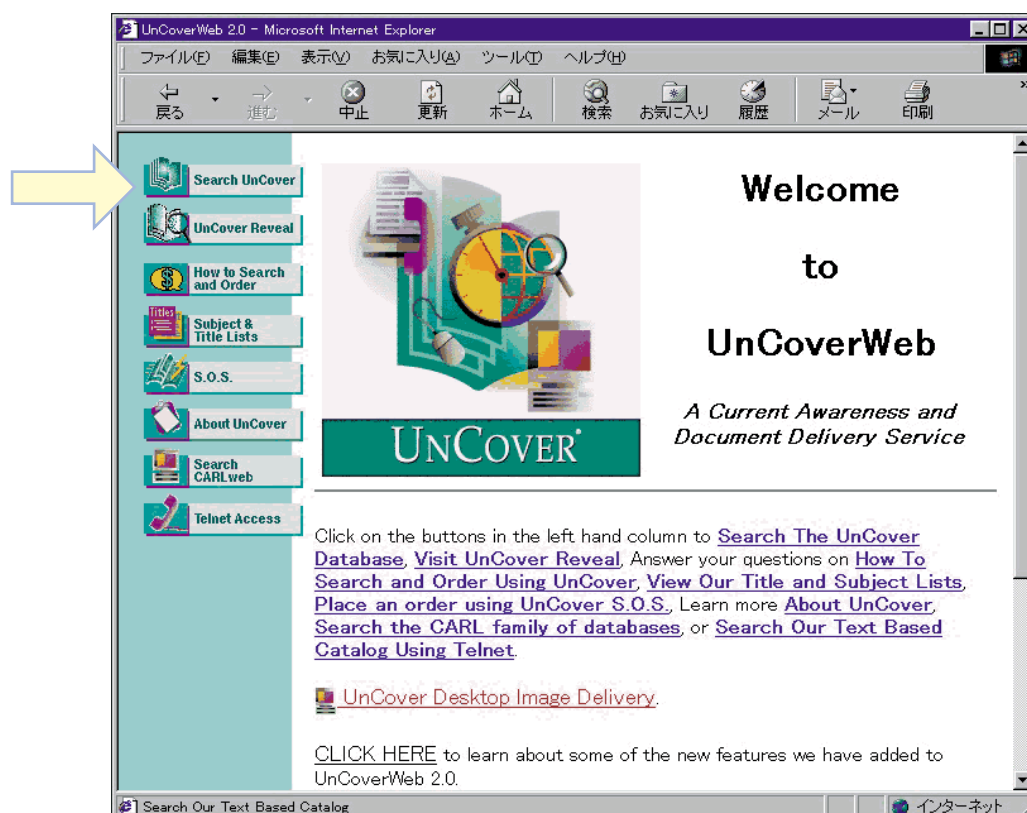 UnCoverWeb 2.0 - Microsoft Internet Explorer
ファイル(F) 編集(E) 表示(V) お気に入り(A) ツール(T) ヘルプ(H)
戻る 進む 中止 更新 ホーム 検索 お気に入り 履歴 メール 印刷
Search UnCover
UnCover Reveal
How to Search
and Order
Titles
Subject &
Title Lists
S.O.S.
About UnCover
Search
CARLweb
Telnet Access
UNCOVER
Welcome
to
UnCoverWeb
A Current Awareness and
Document Delivery Service
Click on the buttons in the left hand column to Search The UnCover
Database, Visit UnCover Reveal, Answer your questions on How To
Search and Order Using UnCover, View Our Title and Subject Lists,
Place an order using UnCover S.O.S., Learn more About UnCover,
Search the CARL family of databases, or Search Our Text Based
Catalog Using Telnet.
UnCover Desktop Image Delivery.
CLICK HERE to learn about some of the new features we have added to
UnCoverWeb 2.0.
Search Our Text Based Catalog
インターネット